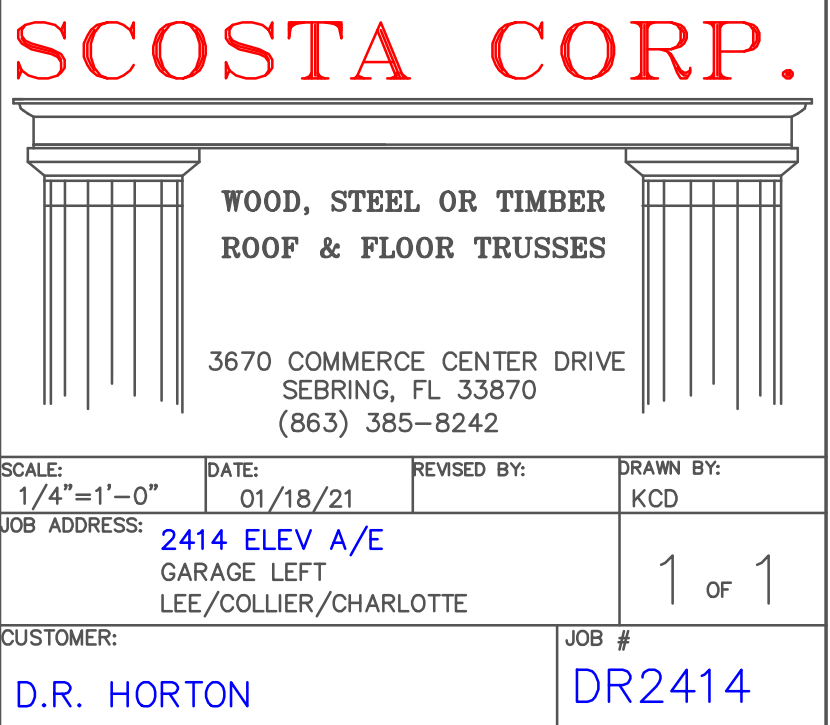 SCOSTA CORP.
WOOD, STEEL OR TIMBER
ROOF & FLOOR TRUSSES
3670 COMMERCE CENTER DRIVE
SEBRING, FL 33870
(863) 385-8242
SCALE:
1/4"=1'-0"
DATE:
01/18/21
REVISED BY:
DRAWN BY:
KCD
JOB ADDRESS:
2414 ELEV A/E
GARAGE LEFT
LEE/COLLIER/CHARLOTTE
1 OF 1
CUSTOMER:
D.R. HORTON
JOB #
DR2414